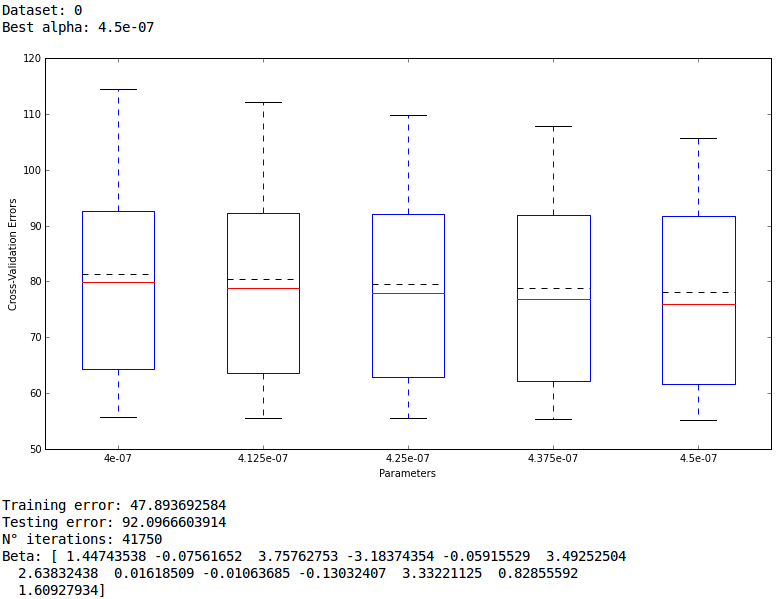 Dataset: 0
Best alpha: 4.5e-07
120
110
100
90
80
70
60
50
Cross-Validation Errors
4e-07 4.125e-07 4.25e-07 4.375e-07 4.5e-07
Parameters
Training error: 47.893692584
Testing error: 92.0966603914
N° iterations: 41750
Beta: [ 1.44743538 -0.07561652  3.75762753 -3.18374354 -0.05915529  3.49252504
2.63832438  0.01618509 -0.01063685 -0.13032407  3.33221125  0.82855592
1.60927934]